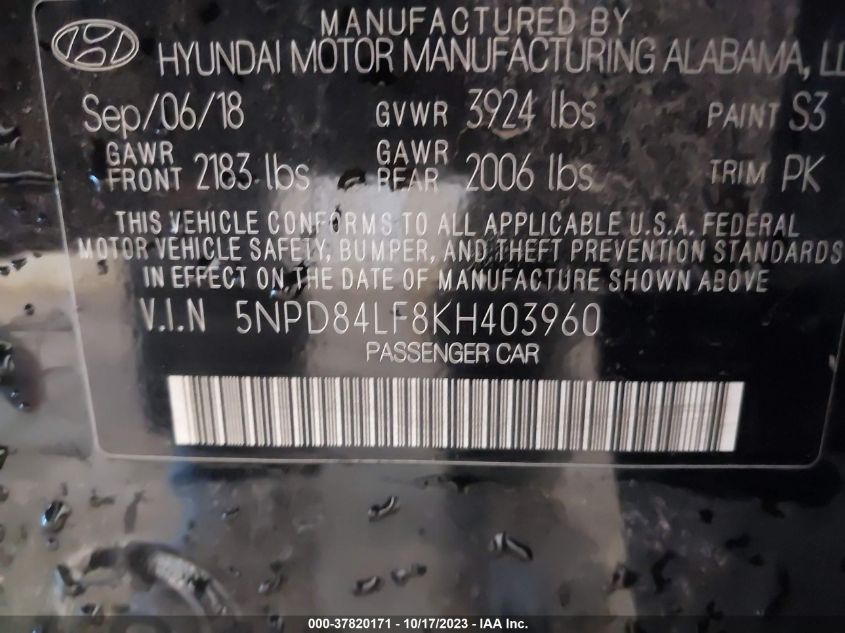 MANUFACTURED BY
HYUNDAI MOTOR MANUFACTURING ALABAMA, LL
Sep/06/18 GVWR 3924 lbs PAINT S3
GAWR FRONT 2183 lbs GAWR REAR 2006 lbs TRIM PK
THIS VEHICLE CONFORMS TO ALL APPLICABLE U.S.A. FEDERAL
MOTOR VEHICLE SAFETY, BUMPER, AND THEFT PREVENTION STANDARDS
IN EFFECT ON THE DATE OF MANUFACTURE SHOWN ABOVE
V.I.N 5NPD84LF8KH403960
PASSENGER CAR
000-37820171 - 10/17/2023 - IAA Inc.